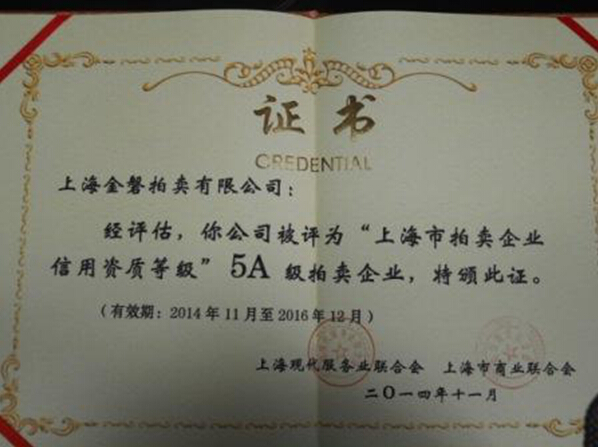 证书
CREDENTIAL
上海金磐拍卖有限公司：
经评估，你公司被评为“上海市拍卖企业
信用资质等级”5A 级拍卖企业，特颁此证。
（有效期：2014年11月至2016年12月）
上海现代服务业联合会 上海市商业联合会
二〇一四年十一月